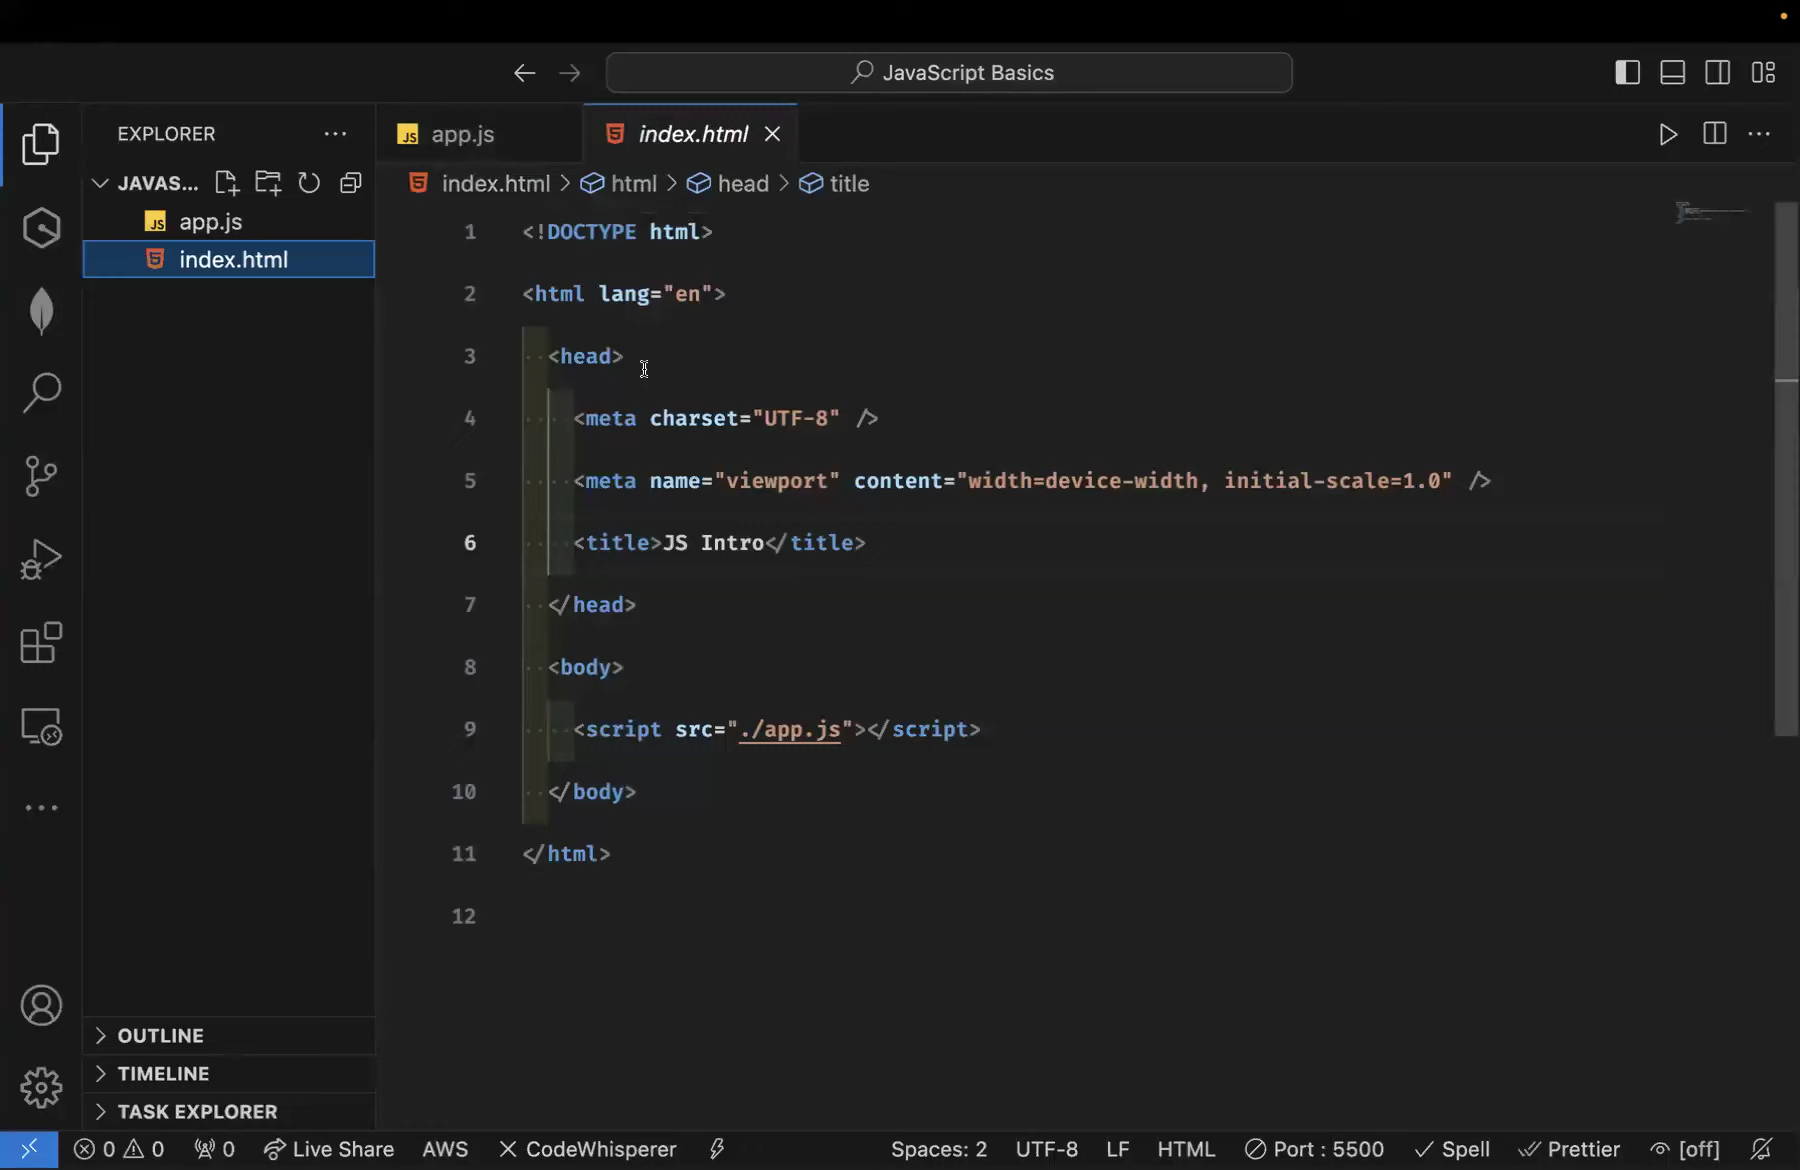 JavaScript Basics
EXPLORER
JAVAS...
app.js
index.html
app.js
index.html
index.html > html > head > title
1 <!DOCTYPE html>
2 <html lang="en">
3 <head>
4 <meta charset="UTF-8" />
5 <meta name="viewport" content="width=device-width, initial-scale=1.0" />
6 <title>JS Intro</title>
7 </head>
8 <body>
9 <script src="./app.js"></script>
10 </body>
11 </html>
12
OUTLINE
TIMELINE
TASK EXPLORER
0 0 0 Live Share AWS CodeWhisperer Spaces: 2 UTF-8 LF HTML Port : 5500 Spell Prettier [off]